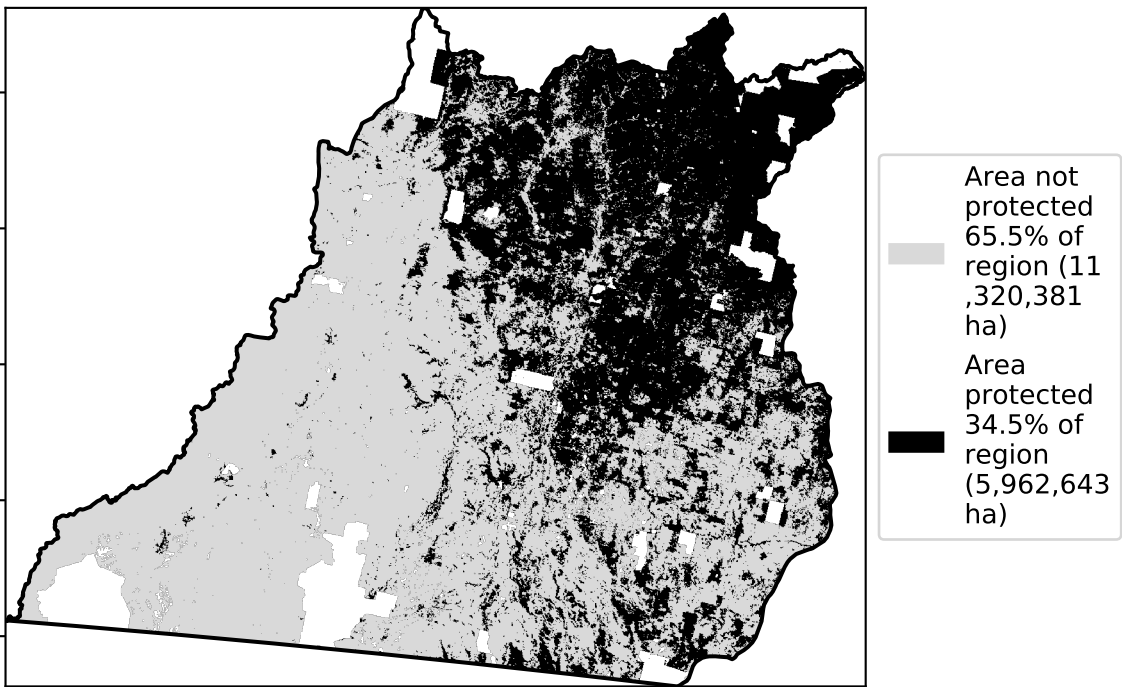 Area not
protected
65.5% of
region (11
,320,381
ha)
Area
protected
34.5% of
region
(5,962,643
ha)